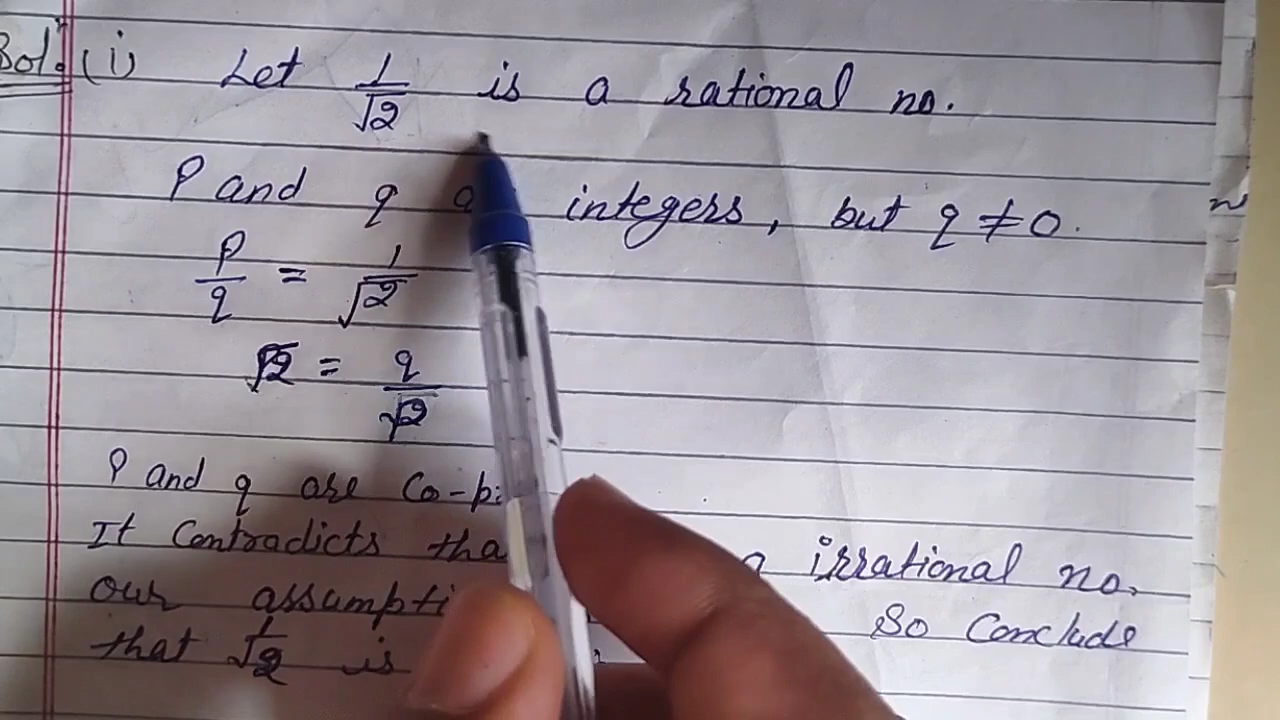 Sol. (i) Let 1/√2 is a rational no.
P and q integers, but q ≠ 0.
P/q = 1/√2
√2 = q/√2
P and q are Co-p
It Contradicts tha irrational no.
our assumpti So Conclude
that 1/√2 is